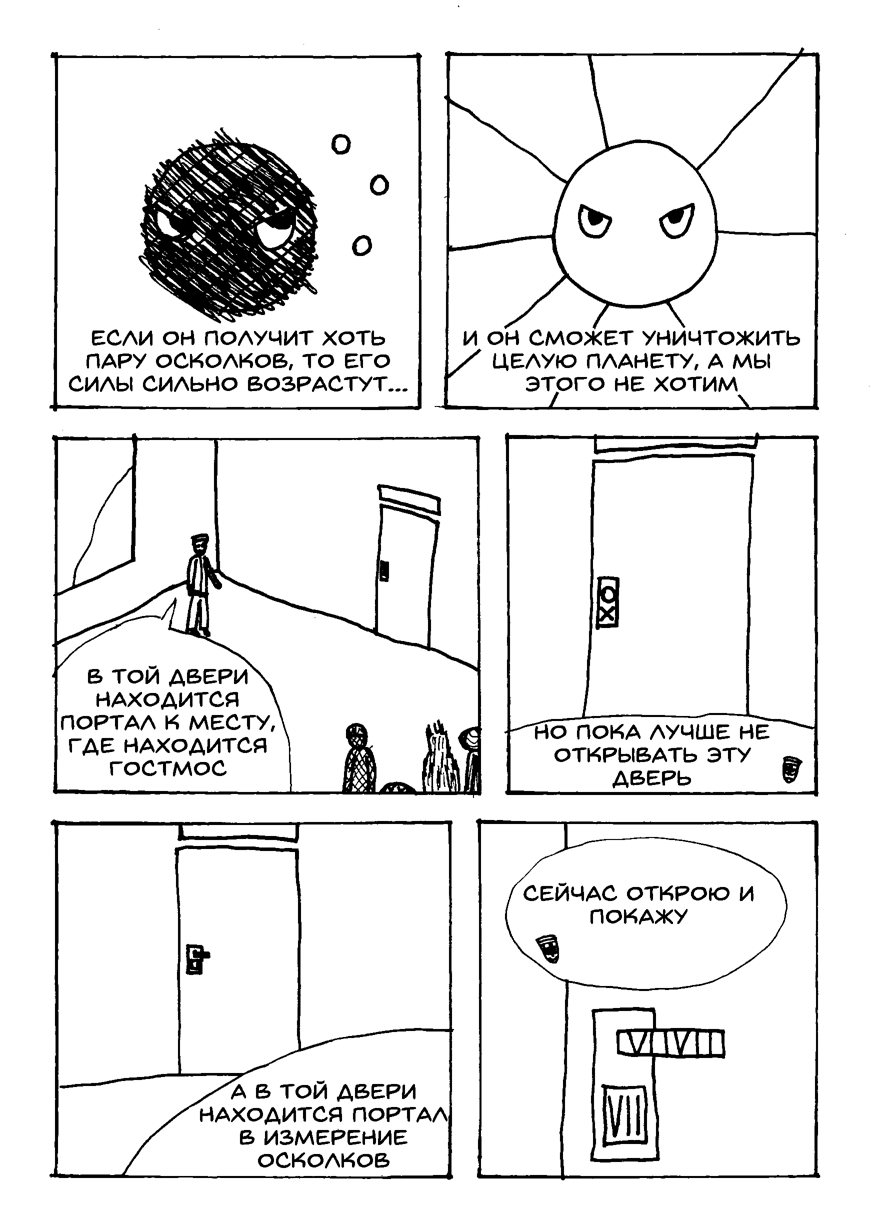 ЕСЛИ ОН ПОЛУЧИТ ХОТЬ
ПАРУ ОСКОЛКОВ, ТО ЕГО
СИЛЫ СИЛЬНО ВОЗРАСТУТ...
И ОН СМОЖЕТ УНИЧТОЖИТЬ
ЦЕЛУЮ ПЛАНЕТУ, А МЫ
ЭТОГО НЕ ХОТИМ
В ТОЙ ДВЕРИ
НАХОДИТСЯ
ПОРТАЛ К МЕСТУ,
ГДЕ НАХОДИТСЯ
ГОСТМОС
НО ПОКА ЛУЧШЕ НЕ
ОТКРЫВАТЬ ЭТУ
ДВЕРЬ
А В ТОЙ ДВЕРИ
НАХОДИТСЯ ПОРТАЛ
В ИЗМЕРЕНИЕ
ОСКОЛКОВ
СЕЙЧАС ОТКРОЮ И
ПОКАЖУ
VII